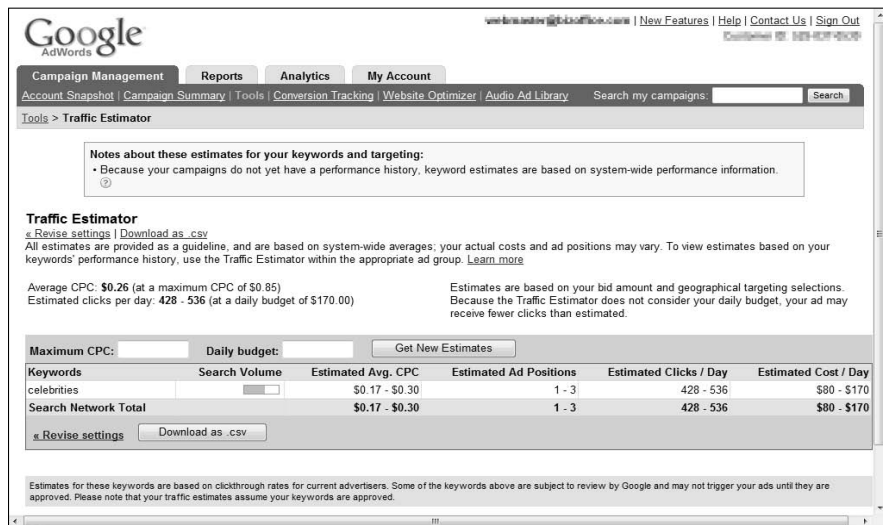 Google
AdWords
| New Features | Help | Contact Us | Sign Out
Campaign Management Reports Analytics My Account
Account Snapshot | Campaign Summary | Tools | Conversion Tracking | Website Optimizer | Audio Ad Library Search my campaigns: Search
Tools > Traffic Estimator
Notes about these estimates for your keywords and targeting:
• Because your campaigns do not yet have a performance history, keyword estimates are based on system-wide performance information.
?
Traffic Estimator
« Revise settings | Download as .csv
All estimates are provided as a guideline, and are based on system-wide averages; your actual costs and ad positions may vary. To view estimates based on your
keywords' performance history, use the Traffic Estimator within the appropriate ad group. Learn more
Average CPC: $0.26 (at a maximum CPC of $0.85)
Estimated clicks per day: 428 - 536 (at a daily budget of $170.00)
Estimates are based on your bid amount and geographical targeting selections.
Because the Traffic Estimator does not consider your daily budget, your ad may
receive fewer clicks than estimated.
Maximum CPC: Daily budget: Get New Estimates
Keywords Search Volume Estimated Avg. CPC Estimated Ad Positions Estimated Clicks / Day Estimated Cost / Day
celebrities $0.17 - $0.30 1 - 3 428 - 536 $80 - $170
Search Network Total $0.17 - $0.30 1 - 3 428 - 536 $80 - $170
« Revise settings Download as .csv
Estimates for these keywords are based on clickthrough rates for current advertisers. Some of the keywords above are subject to review by Google and may not trigger your ads until they are
approved. Please note that your traffic estimates assume your keywords are approved.